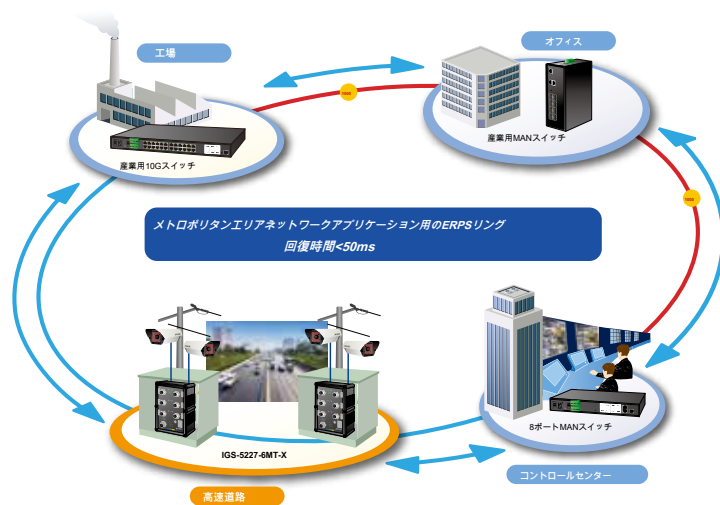 工場
オフィス
産業用10Gスイッチ
産業用MANスイッチ
メトロポリタンエリアネットワークアプリケーション用のERPSリング
回復時間<50ms
8ポートMANスイッチ
IGS-5227-6MT-X
コントロールセンター
高速道路